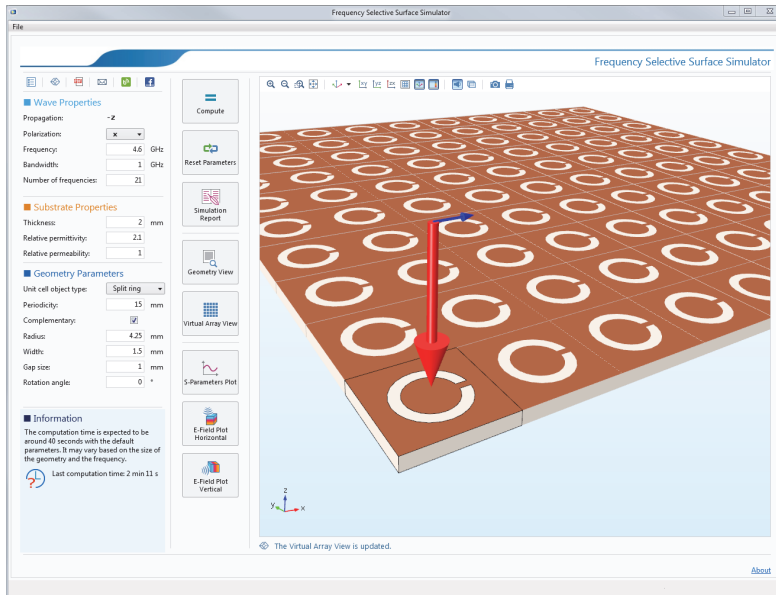 Frequency Selective Surface Simulator
File
Frequency Selective Surface Simulator
Wave Properties
Propagation: -z
Polarization: x
Frequency: 4.6 GHz
Bandwidth: 1 GHz
Number of frequencies: 21
Substrate Properties
Thickness: 2 mm
Relative permittivity: 2.1
Relative permeability: 1
Geometry Parameters
Unit cell object type: Split ring
Periodicity: 15 mm
Complementary:
Radius: 4.25 mm
Width: 1.5 mm
Gap size: 1 mm
Rotation angle: 0 °
Information
The computation time is expected to be
around 40 seconds with the default
parameters. It may vary based on the size of
the geometry and the frequency.
Last computation time: 2 min 11 s
Compute
Reset Parameters
Simulation
Report
Geometry View
Virtual Array View
S-Parameters Plot
E-Field Plot
Horizontal
E-Field Plot
Vertical
xy yz zx
z
y x
The Virtual Array View is updated.
About